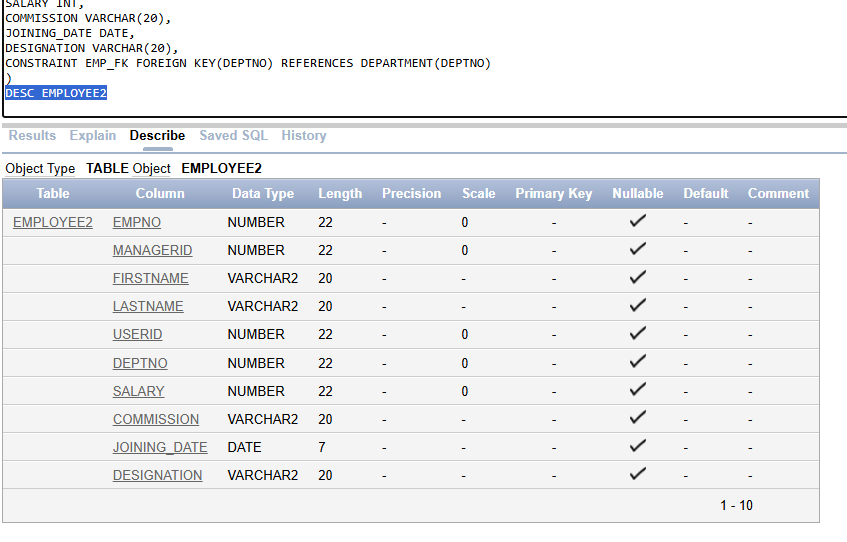 SALARY INT,
COMMISSION VARCHAR(20),
JOINING_DATE DATE,
DESIGNATION VARCHAR(20),
CONSTRAINT EMP_FK FOREIGN KEY(DEPTNO) REFERENCES DEPARTMENT(DEPTNO)
)
DESC EMPLOYEE2
Results Explain Describe Saved SQL History
Object Type TABLE Object EMPLOYEE2
Table Column Data Type Length Precision Scale Primary Key Nullable Default Comment
EMPLOYEE2 EMPNO NUMBER 22 - 0 - ✓ - -
MANAGERID NUMBER 22 - 0 - ✓ - -
FIRSTNAME VARCHAR2 20 - - - ✓ - -
LASTNAME VARCHAR2 20 - - - ✓ - -
USERID NUMBER 22 - 0 - ✓ - -
DEPTNO NUMBER 22 - 0 - ✓ - -
SALARY NUMBER 22 - 0 - ✓ - -
COMMISSION VARCHAR2 20 - - - ✓ - -
JOINING_DATE DATE 7 - - - ✓ - -
DESIGNATION VARCHAR2 20 - - - ✓ - -
1 - 10